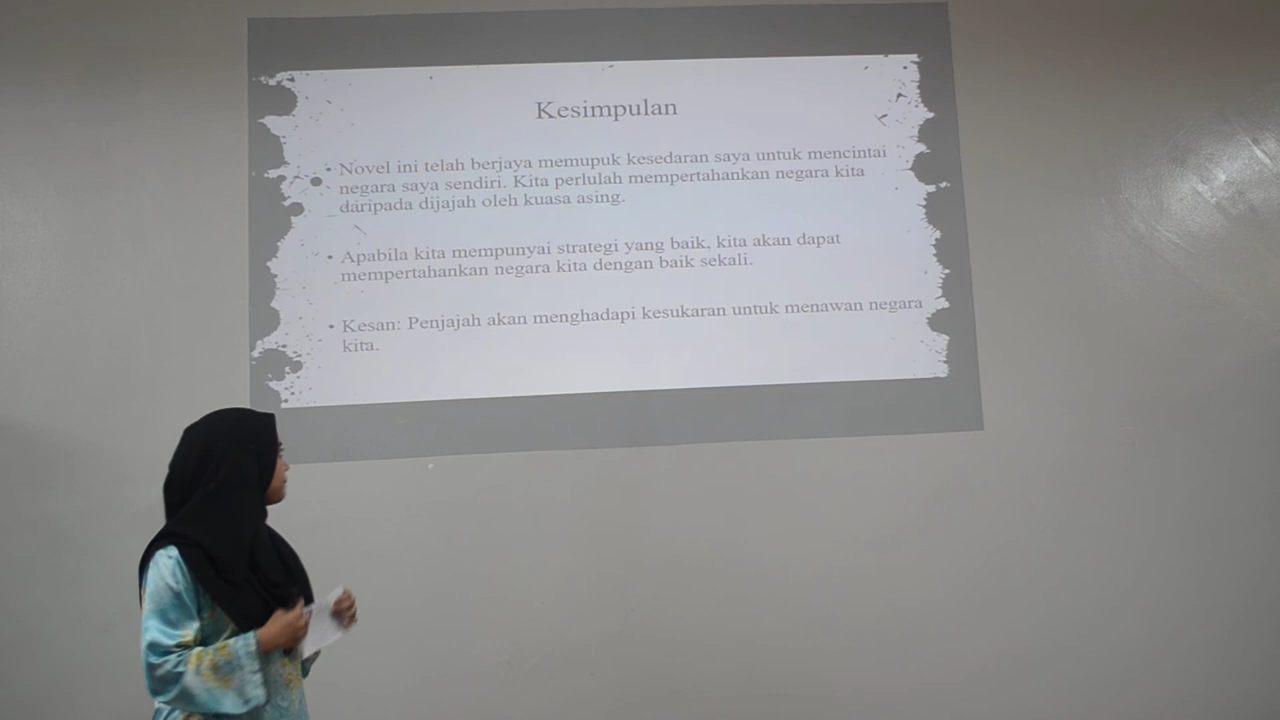 Kesimpulan
• Novel ini telah berjaya memupuk kesedaran saya untuk mencintai
negara saya sendiri. Kita perlulah mempertahankan negara kita
daripada dijajah oleh kuasa asing.
• Apabila kita mempunyai strategi yang baik, kita akan dapat
mempertahankan negara kita dengan baik sekali.
• Kesan: Penjajah akan menghadapi kesukaran untuk menawan negara
kita.